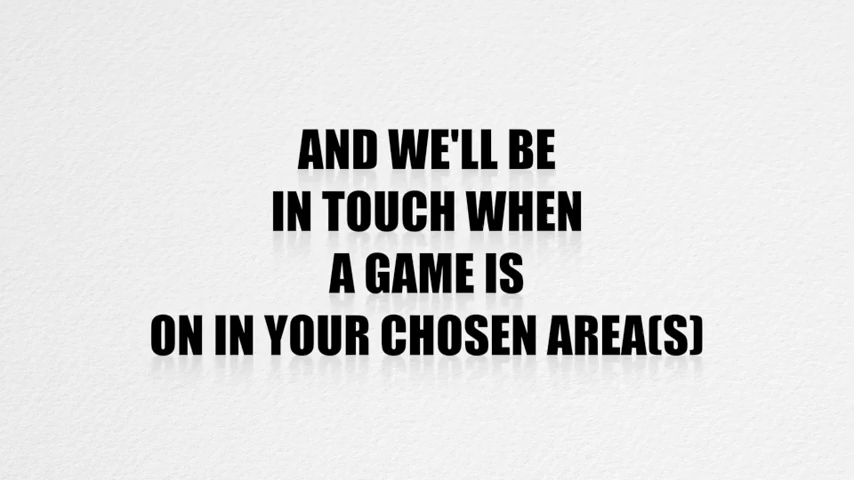 AND WE'LL BE
IN TOUCH WHEN
A GAME IS
ON IN YOUR CHOSEN AREA(S)